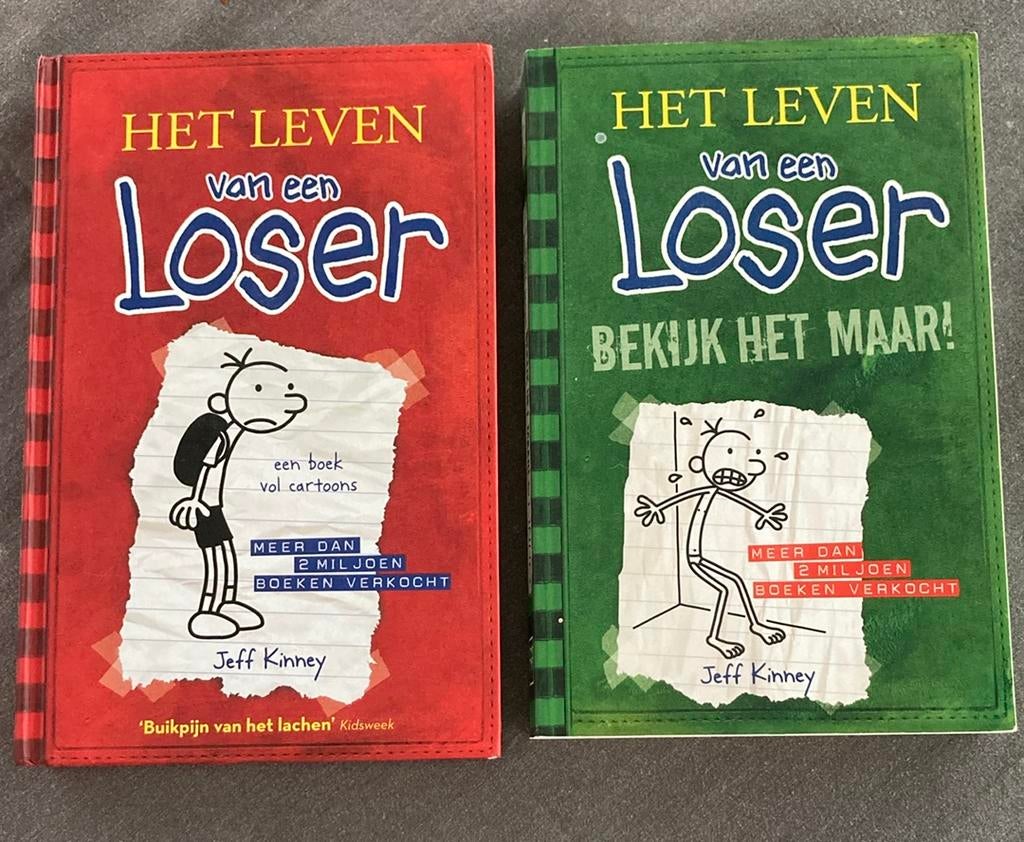 HET LEVEN
van een
Loser
een boek
vol cartoons
MEER DAN
2 MILJOEN
BOEKEN VERKOCHT
Jeff Kinney
'Buikpijn van het lachen' Kidsweek
HET LEVEN
van een
Loser
BEKIJK HET MAAR!
MEER DAN
2 MILJOEN
BOEKEN VERKOCHT
Jeff Kinney